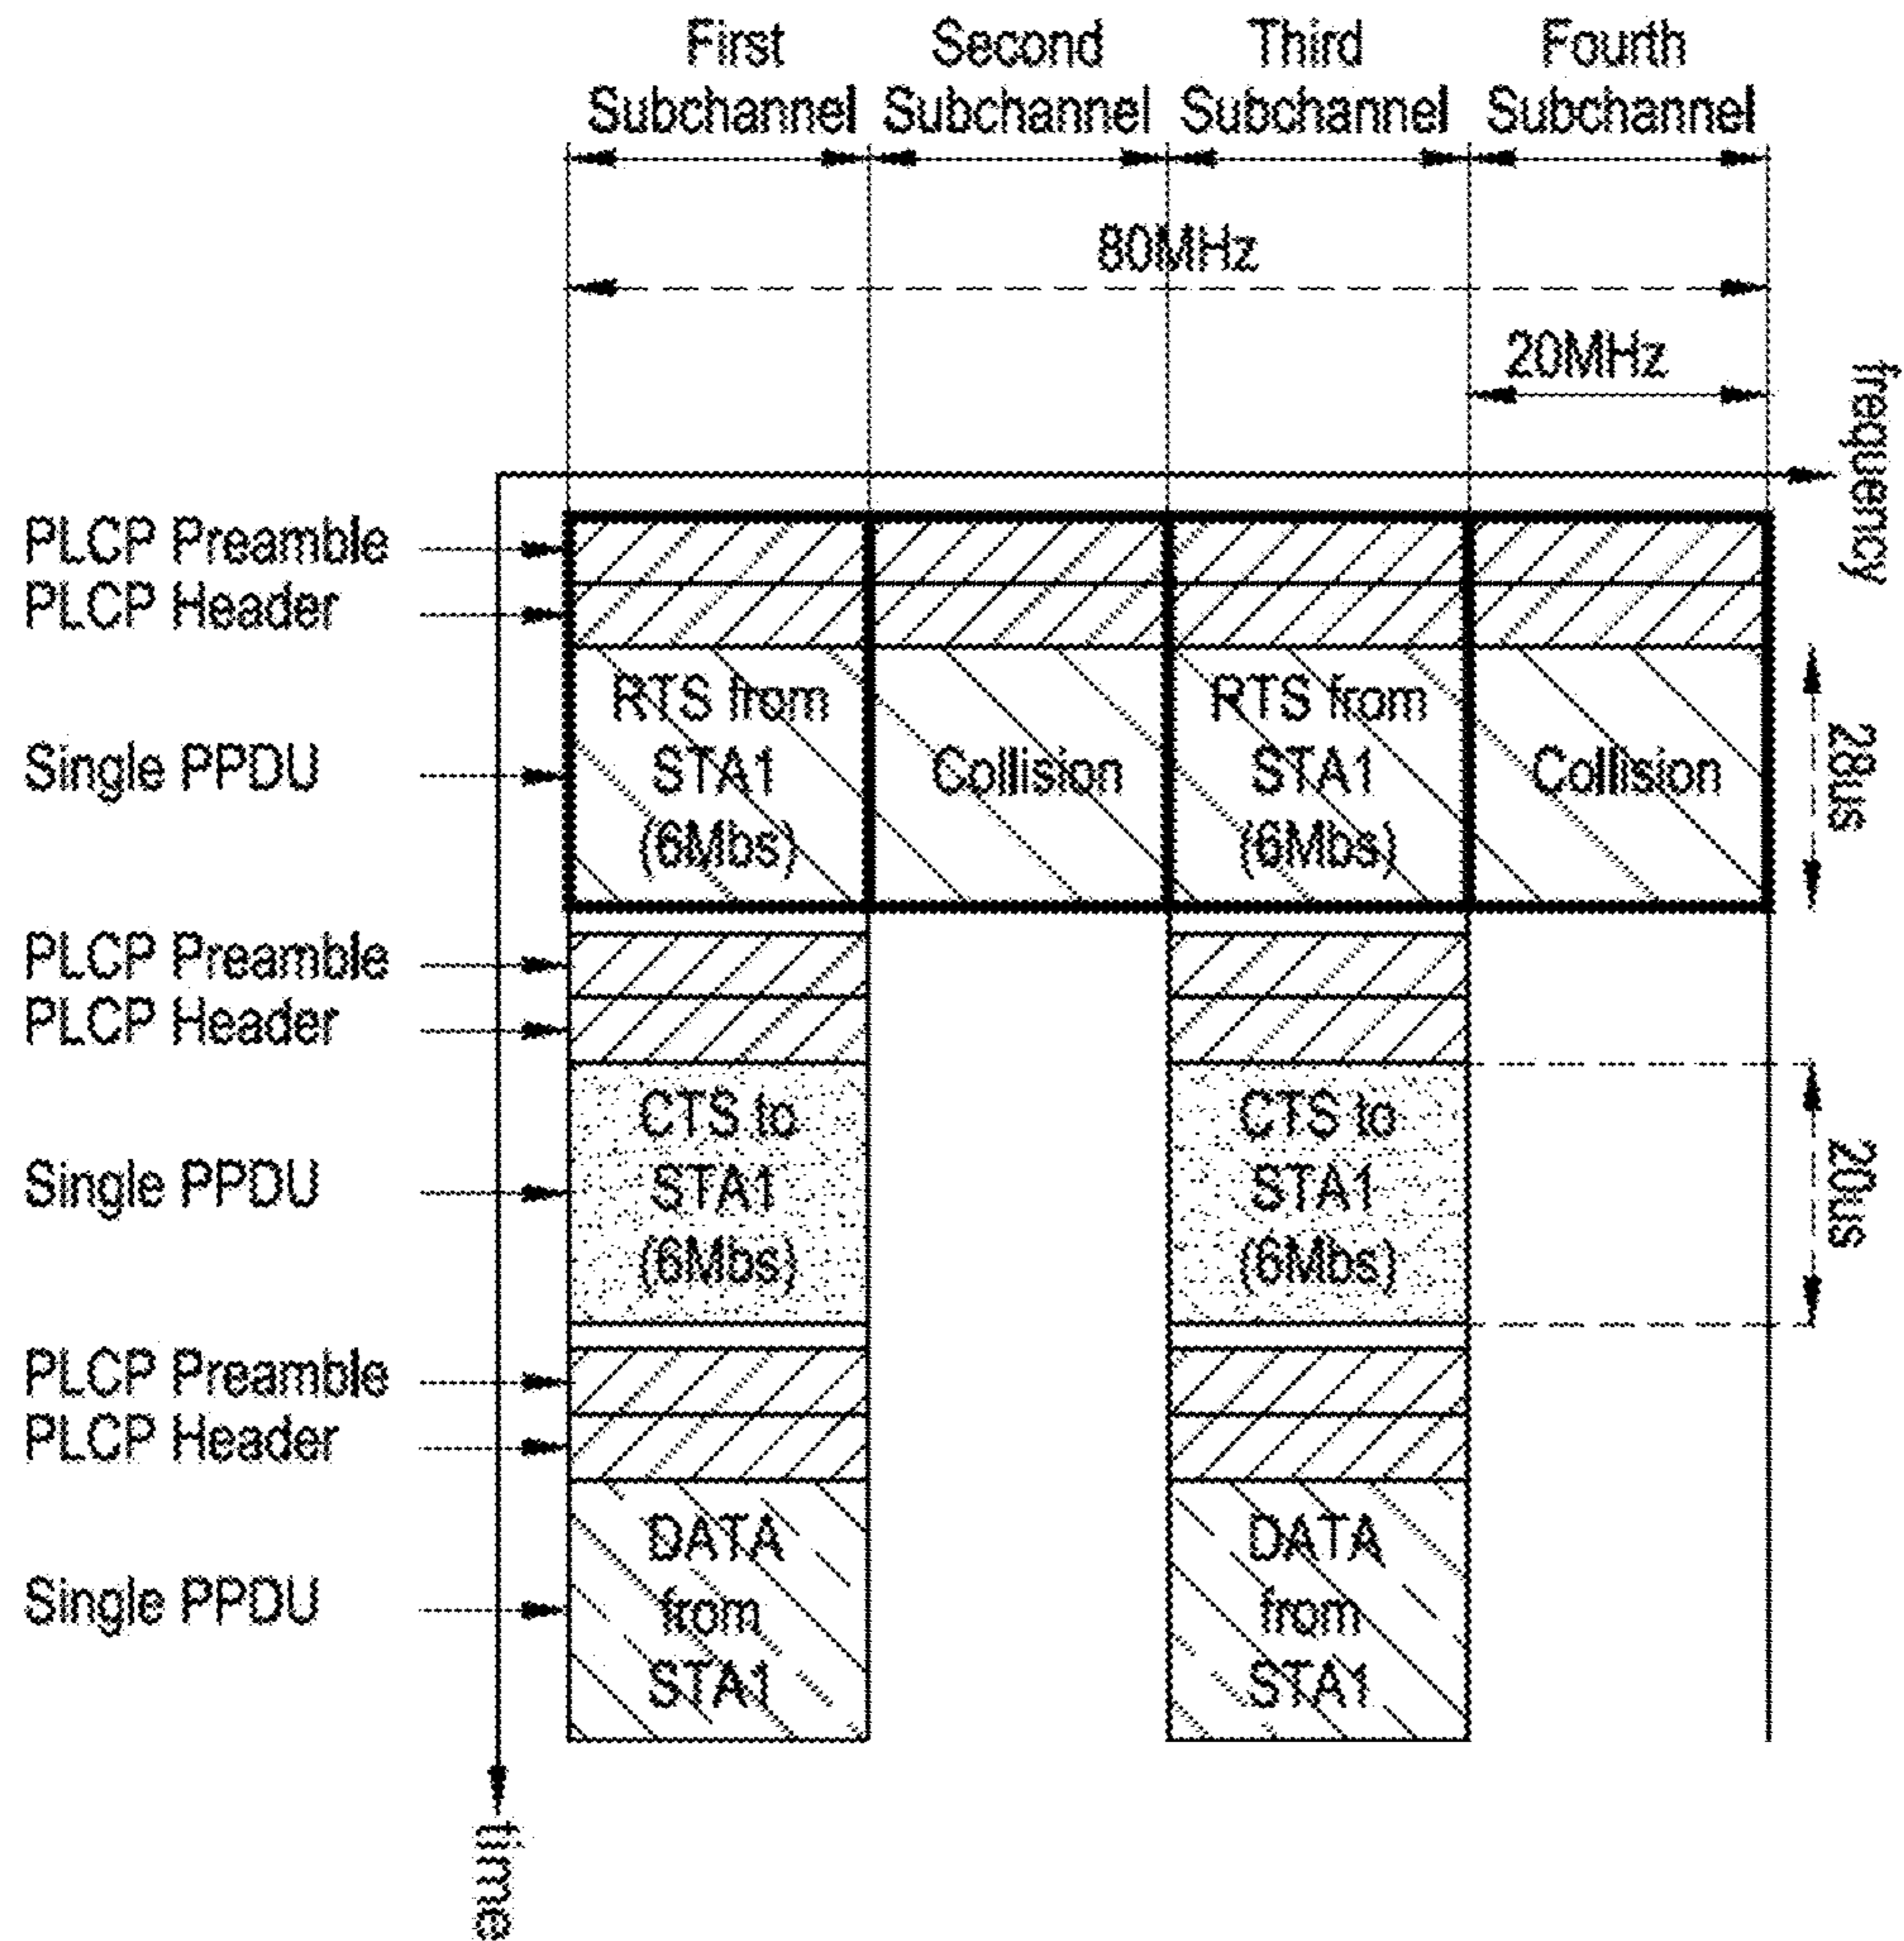 First Second Third Fourth
Subchannel Subchannel Subchannel Subchannel
80MHz
20MHz
frequency
PLCP Preamble
PLCP Header
RTS from RTS from
Single PPDU STA1 Collision STA1 Collision 28us
(6Mbs) (6Mbs)
PLCP Preamble
PLCP Header
CTS to CTS to
Single PPDU STA1 STA1 20us
(6Mbs) (6Mbs)
PLCP Preamble
PLCP Header
DATA DATA
Single PPDU from from
STA1 STA1
time